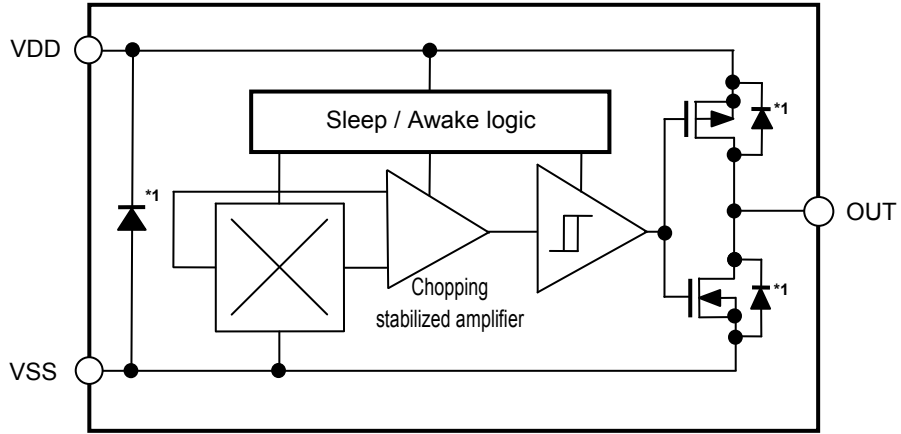 VDD
*1
Sleep / Awake logic
*1
OUT
Chopping
stabilized amplifier
*1
VSS